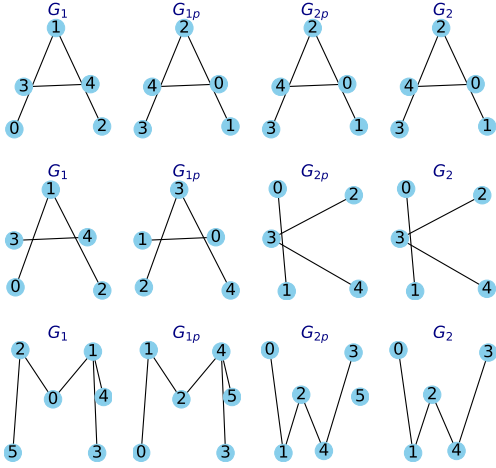 G₁ G₁ₚ G₂ₚ G₂
1 2 2 2
3 4 4 0 4 0 4 0
0 2 3 1 3 1 3 1
G₁ G₁ₚ G₂ₚ G₂
1 3 0 2 0 2
3 4 1 0 3 3
0 2 2 4 1 4 1 4
G₁ G₁ₚ G₂ₚ G₂
2 1 1 4 0 3 0 3
0 4 2 5 2 5 2
5 3 0 3 1 4 1 4